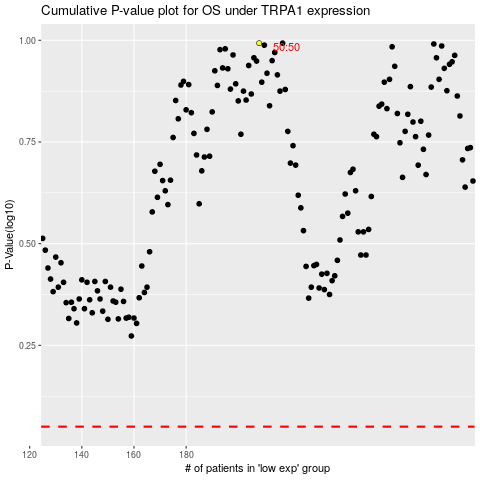 Cumulative P-value plot for OS under TRPA1 expression
1.00
50:50
0.75
P-Value(log10)
0.50
0.25
120 140 160 180
# of patients in 'low exp' group